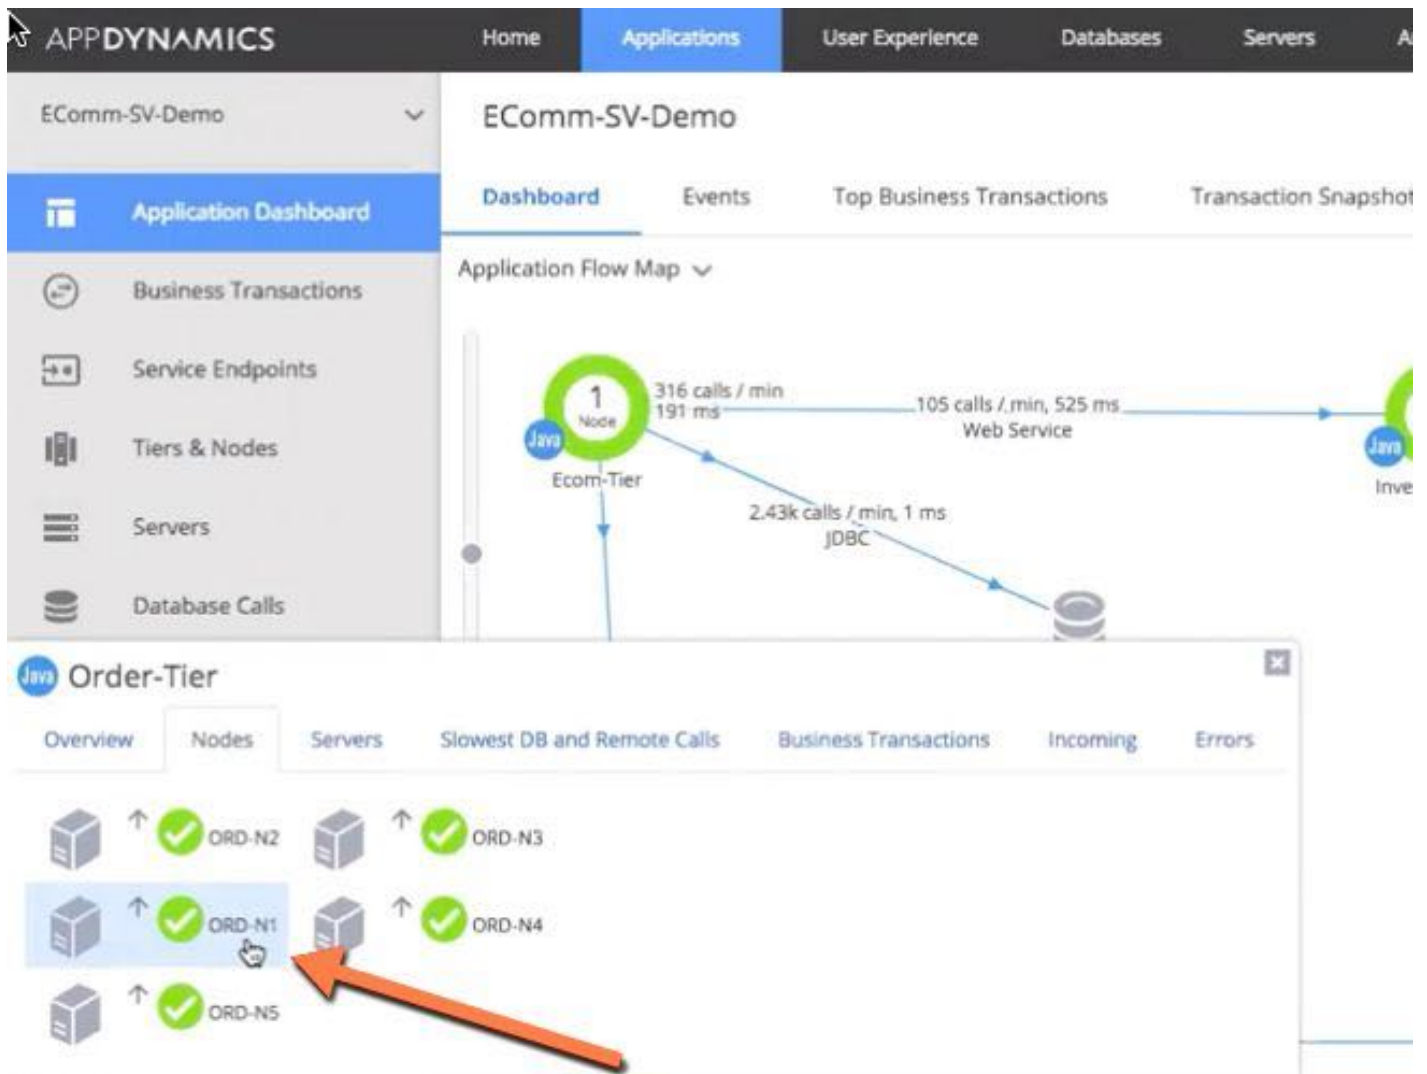 APPDYNAMICS
Home
Applications
User Experience
Databases
Servers
EComm-SV-Demo
EComm-SV-Demo
Application Dashboard
Business Transactions
Service Endpoints
Tiers & Nodes
Servers
Database Calls
Dashboard
Events
Top Business Transactions
Transaction Snapshot
Application Flow Map
1
Node
Java
Ecom-Tier
316 calls / min
191 ms
105 calls / min, 525 ms
Web Service
2.43k calls / min, 1 ms
JDBC
Java
Inve
Java
Order-Tier
Overview
Nodes
Servers
Slowest DB and Remote Calls
Business Transactions
Incoming
Errors
ORD-N2
ORD-N3
ORD-N1
ORD-N4
ORD-N5